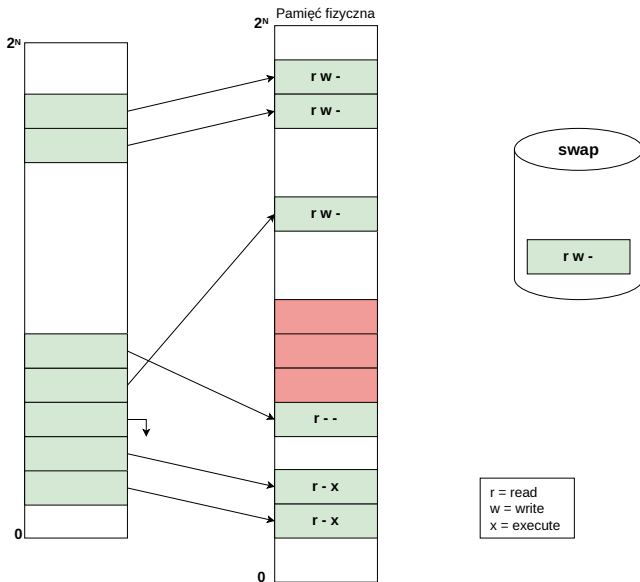 Pamięć fizyczna
2ᴺ
2ᴺ
r w -
r w -
swap
r w -
r w -
r - -
r - x
r - x
r = read
w = write
x = execute
0
0